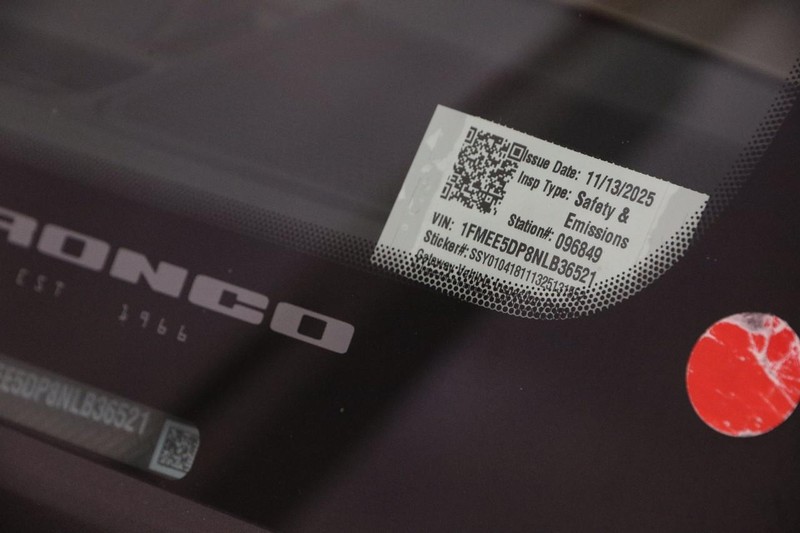 Issue Date: 11/13/2025
Insp Type: Safety &
Emissions
Station#: 096849
VIN: 1FMEE5DP8NLB36521
Sticker#: SSY0104181113251
RONCO
EST 1966
EE5DP8NLB36521